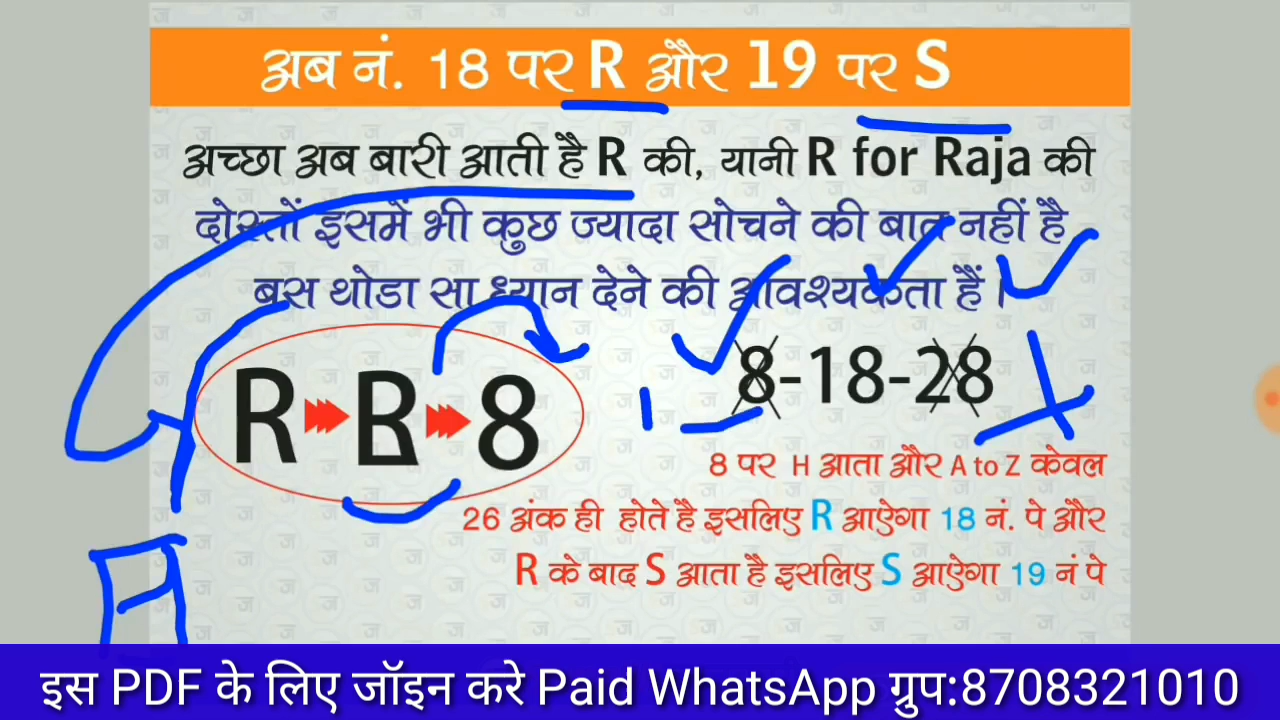 अब नं. 18 पर R और 19 पर S
अच्छा अब बारी आती है R की, यानी R for Raja की
दोस्तों इसमें भी कुछ ज्यादा सोचने की बात नहीं है
बस थोडा सा ध्यान देने की आवश्यकता हैं।
R B 8
8-18-28
8 पर H आता और A to Z केवल
26 अंक ही होते है इसलिए R आऐगा 18 नं. पे और
R के बाद S आता है इसलिए S आऐगा 19 नं पे
इस PDF के लिए जॉइन करे Paid WhatsApp ग्रुप:8708321010